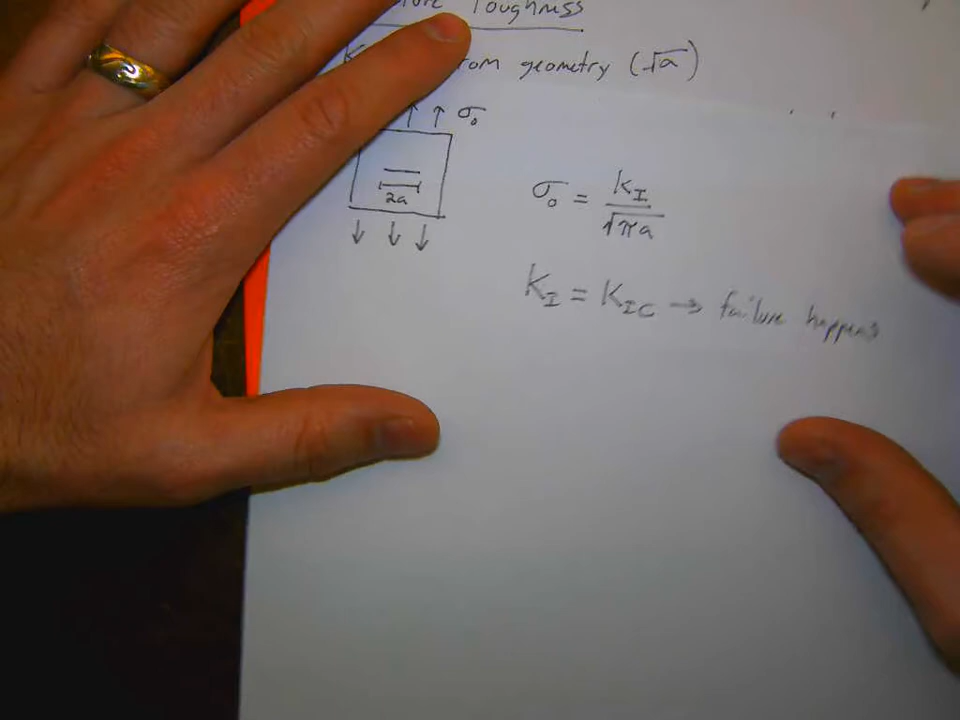 Toughness
K
from geometry (√a)
σ₀
2a
σ₀ = K_I / √πa
K_I = K_IC → failure happens